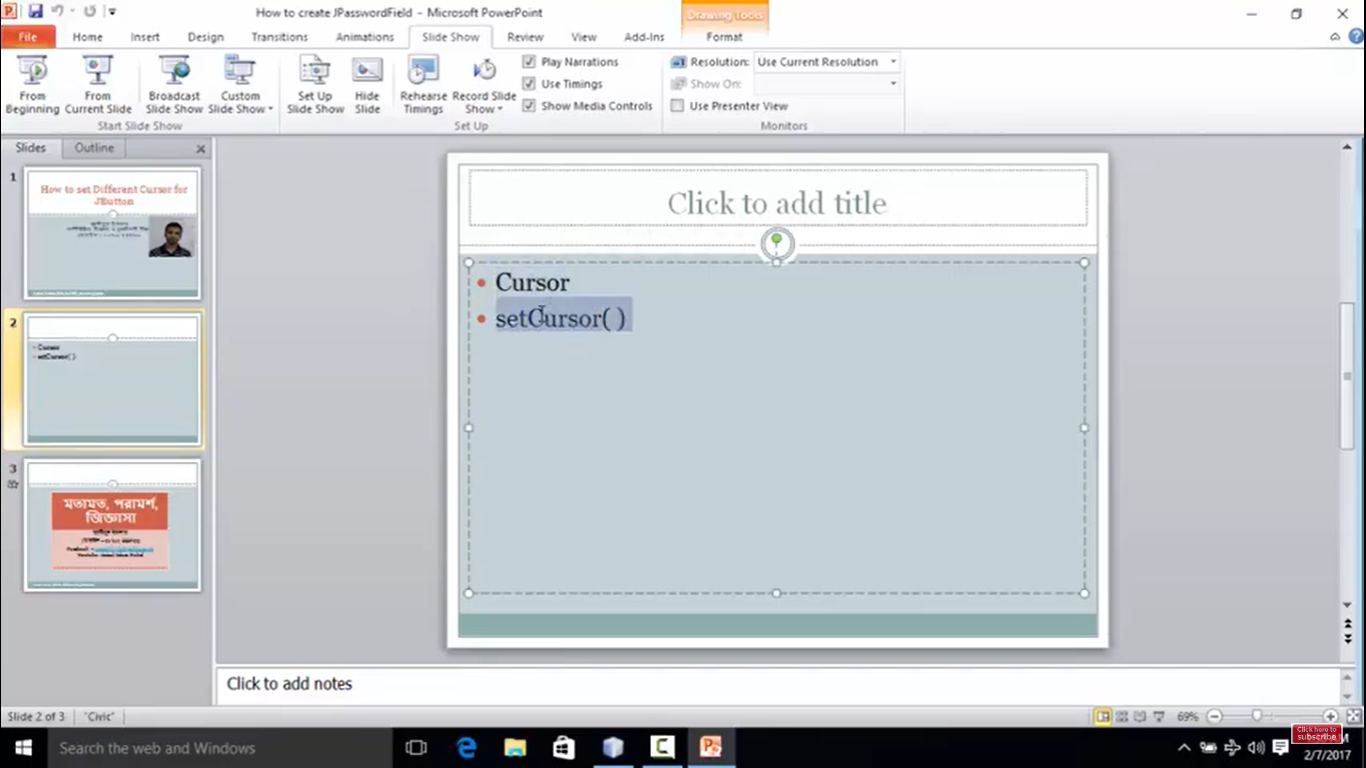 How to create JPasswordField - Microsoft PowerPoint
Drawing Tools
File Home Insert Design Transitions Animations Slide Show Review View Add-Ins Format
From Beginning
From Current Slide
Broadcast Slide Show
Custom Slide Show
Start Slide Show
Set Up Slide Show
Hide Slide
Rehearse Timings
Record Slide Show
Play Narrations
Use Timings
Show Media Controls
Set Up
Resolution: Use Current Resolution
Show On:
Use Presenter View
Monitors
Slides Outline
1
How to set Different Cursor for
JButton
2
Cursor
setCursor( )
3
মতামত, পরামর্শ,
জিজ্ঞাসা
Click to add title
• Cursor
• setCursor( )
Click to add notes
Slide 2 of 3 "Civic" 69%
Search the web and Windows
Click here to
subscribe
2/7/2017